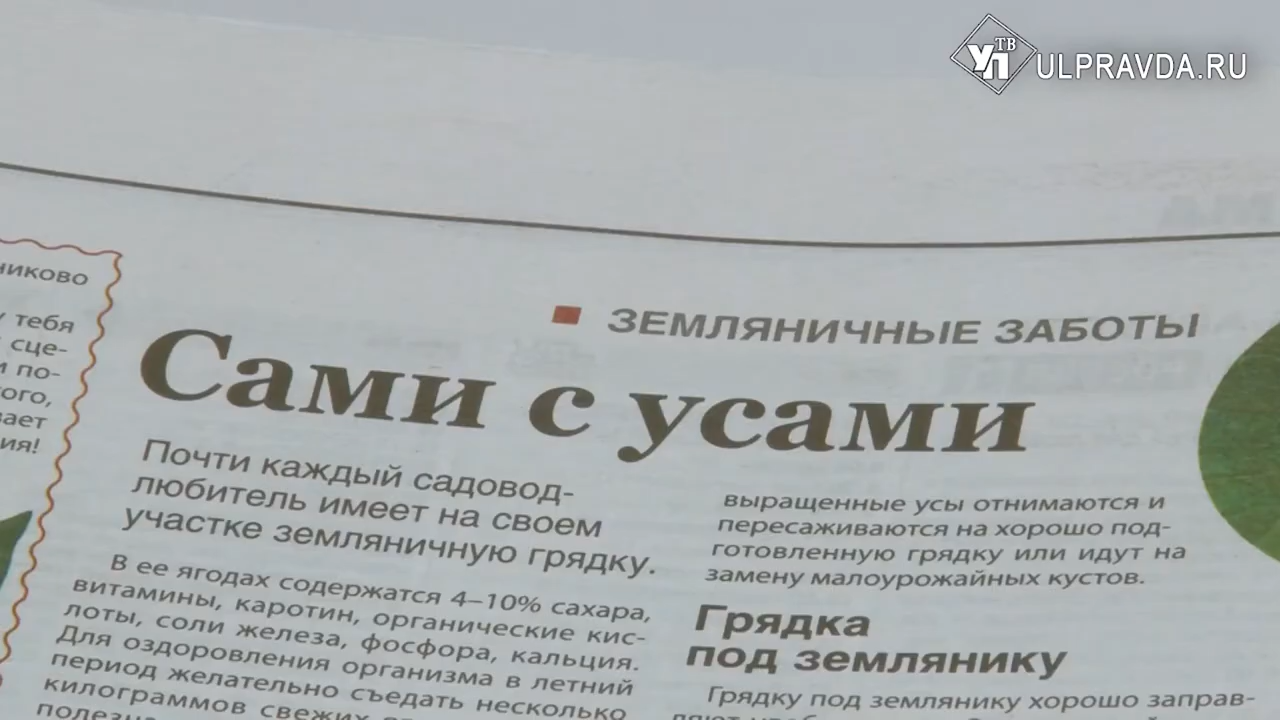 УП ТВ ULPRAVDA.RU
никово
у тебя
сце-
и по-
ого,
вает
ия!
ЗЕМЛЯНИЧНЫЕ ЗАБОТЫ
Сами с усами
Почти каждый садовод-
любитель имеет на своем
участке земляничную грядку.
В ее ягодах содержатся 4–10% сахара,
витамины, каротин, органические кис-
лоты, соли железа, фосфора, кальция.
Для оздоровления организма в летний
период желательно съедать несколько
килограммов свежих
выращенные усы отнимаются и
пересаживаются на хорошо под-
готовленную грядку или идут на
замену малоурожайных кустов.
Грядка
под землянику
Грядку под землянику хорошо заправ-